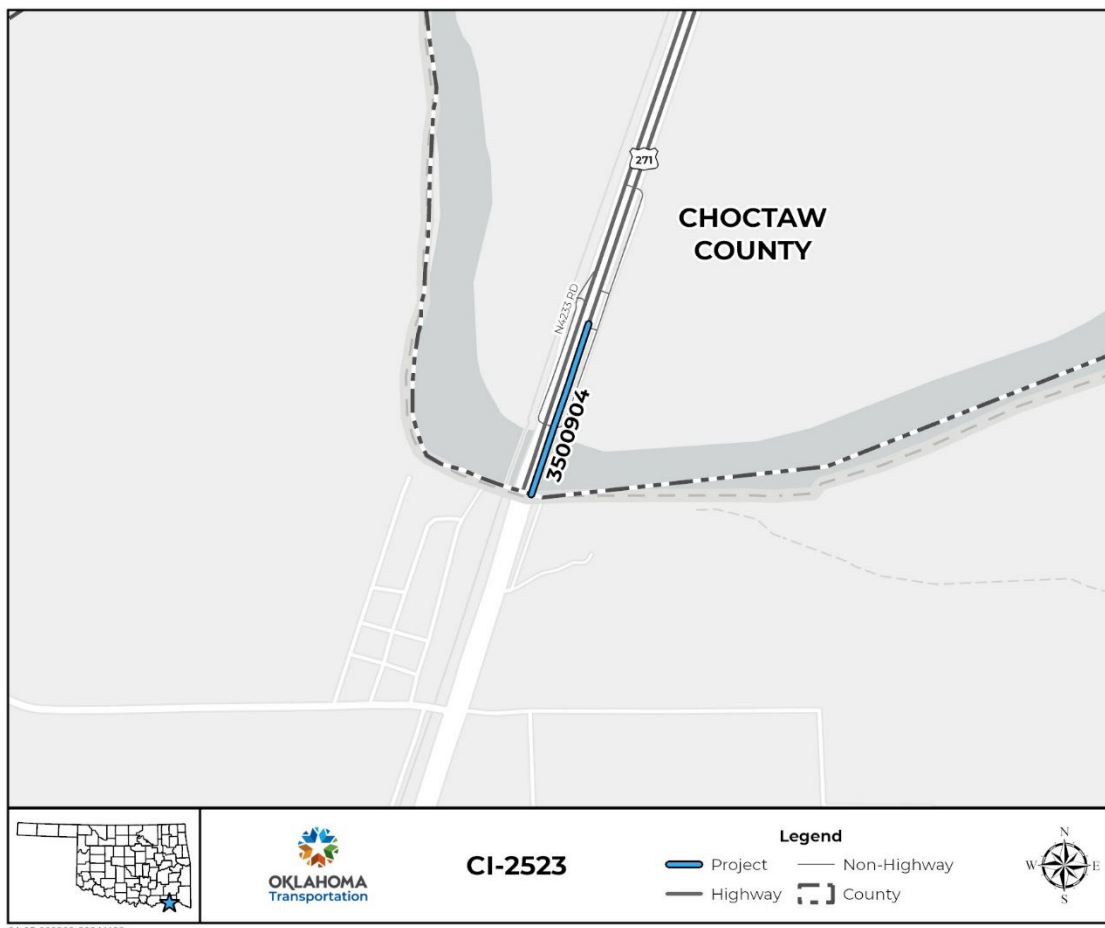 271
CHOCTAW
COUNTY
N4233 RD
3500904
OKLAHOMA
Transportation
CI-2523
Legend
Project
Non-Highway
Highway
County
N
W
E
S